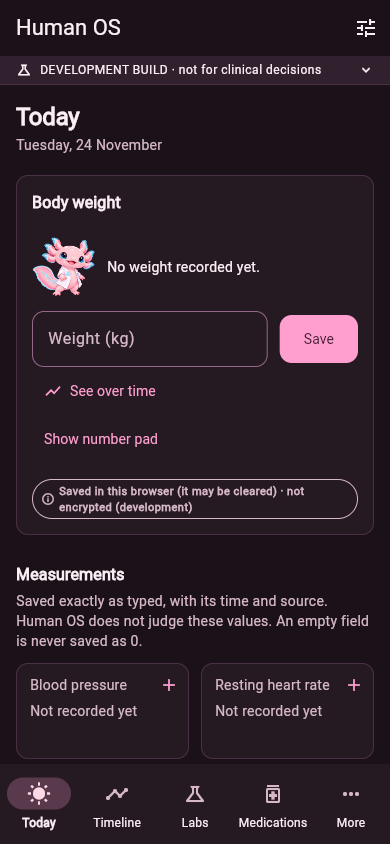 Human OS
DEVELOPMENT BUILD · not for clinical decisions
Today
Tuesday, 24 November
Body weight
No weight recorded yet.
Weight (kg)
Save
See over time
Show number pad
Saved in this browser (it may be cleared) · not
encrypted (development)
Measurements
Saved exactly as typed, with its time and source.
Human OS does not judge these values. An empty field
is never saved as 0.
Blood pressure
Not recorded yet
Resting heart rate
Not recorded yet
Today
Timeline
Labs
Medications
More